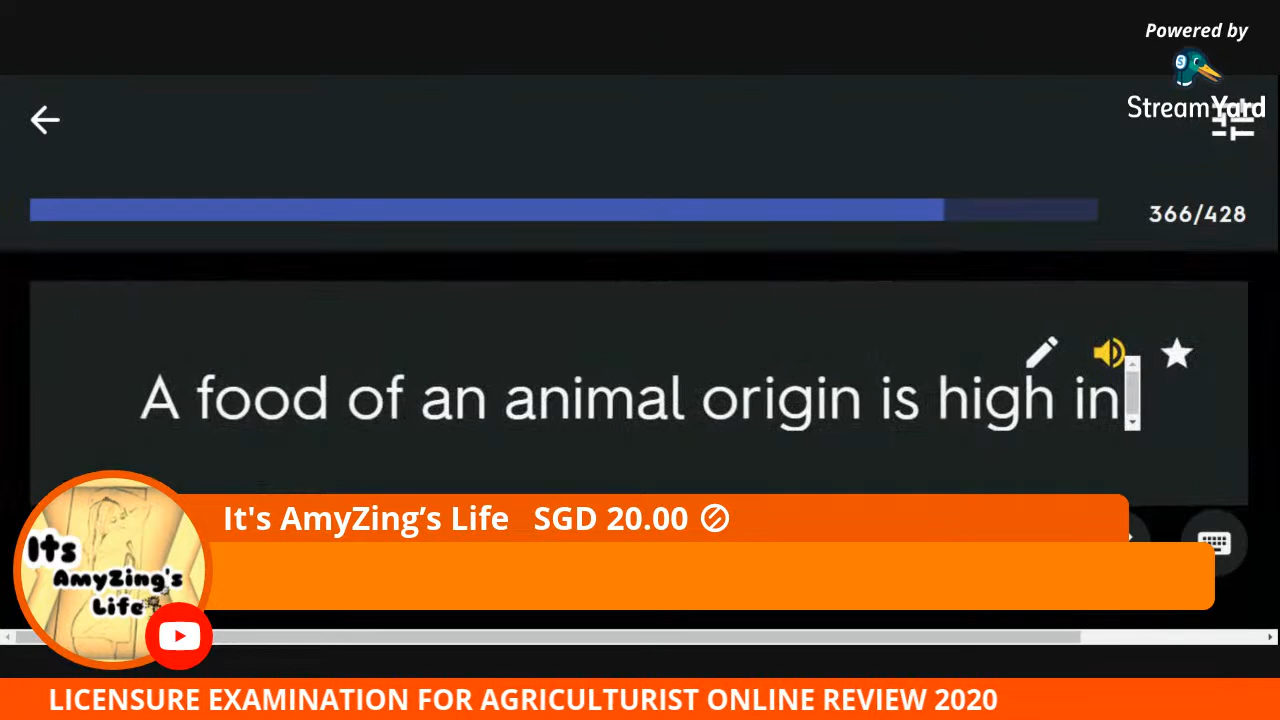 Powered by
StreamYard
366/428
A food of an animal origin is high in
It's AmyZing’s Life SGD 20.00
Its
AmyZing's
Life
LICENSURE EXAMINATION FOR AGRICULTURIST ONLINE REVIEW 2020